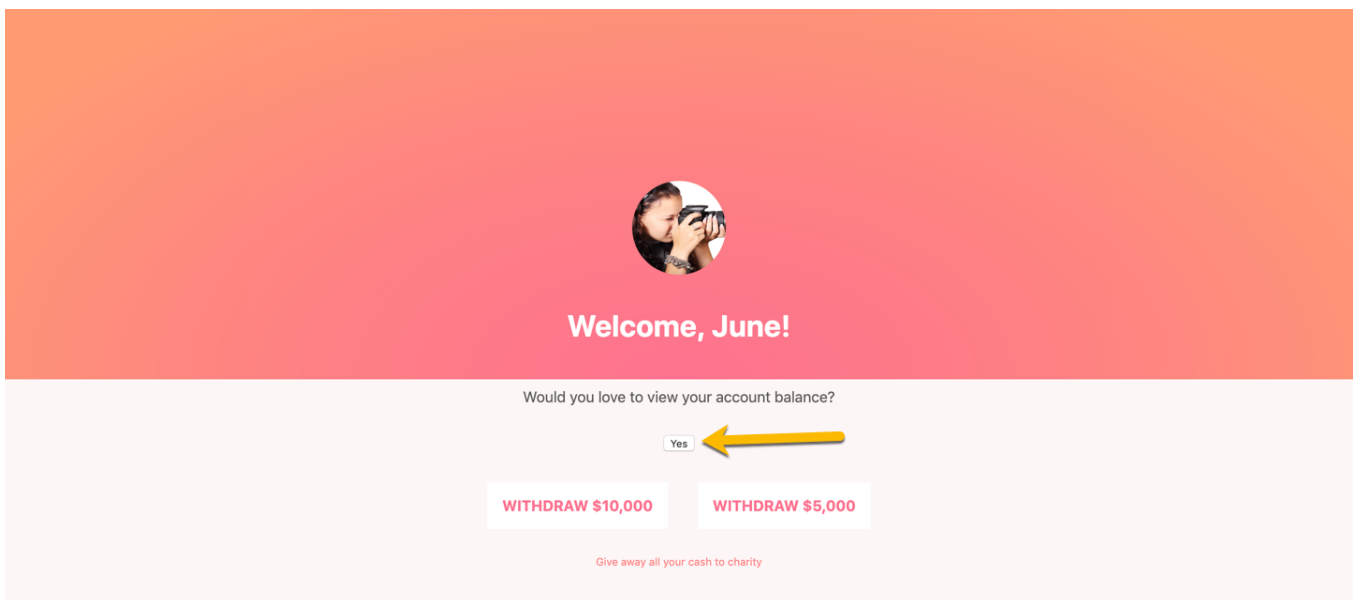 Welcome, June!
Would you love to view your account balance?
Yes
WITHDRAW $10,000 WITHDRAW $5,000
Give away all your cash to charity